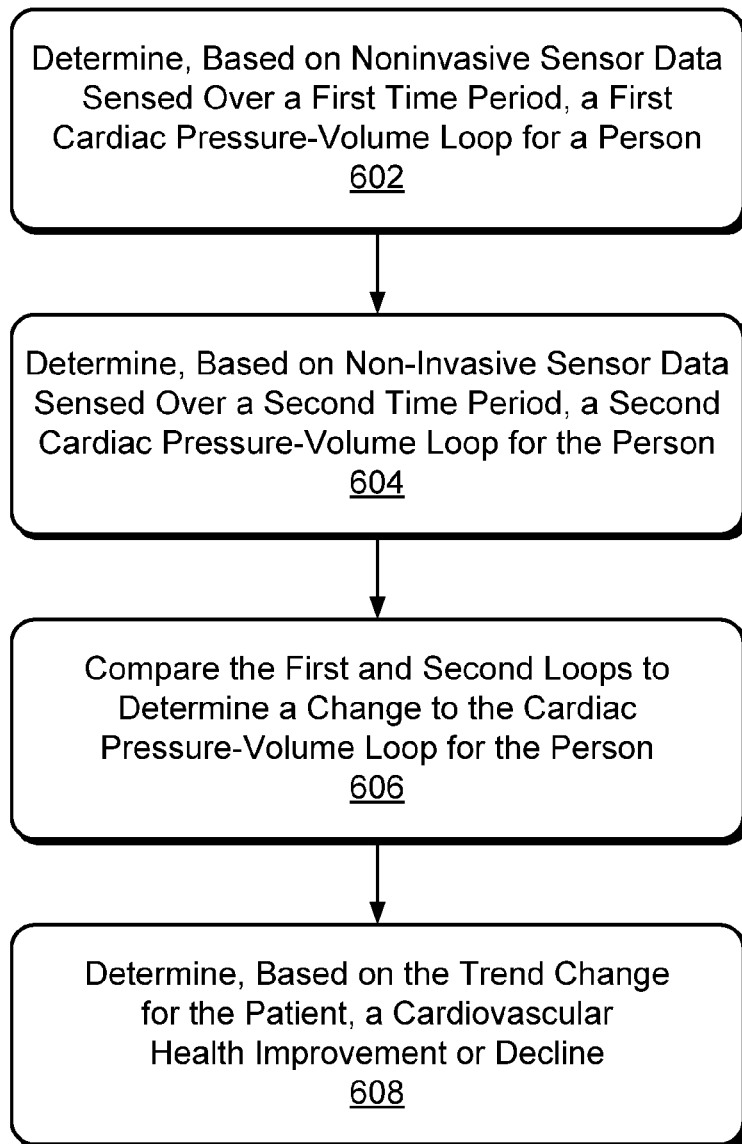 Determine, Based on Noninvasive Sensor Data
Sensed Over a First Time Period, a First
Cardiac Pressure-Volume Loop for a Person
602
Determine, Based on Non-Invasive Sensor Data
Sensed Over a Second Time Period, a Second
Cardiac Pressure-Volume Loop for the Person
604
Compare the First and Second Loops to
Determine a Change to the Cardiac
Pressure-Volume Loop for the Person
606
Determine, Based on the Trend Change
for the Patient, a Cardiovascular
Health Improvement or Decline
608